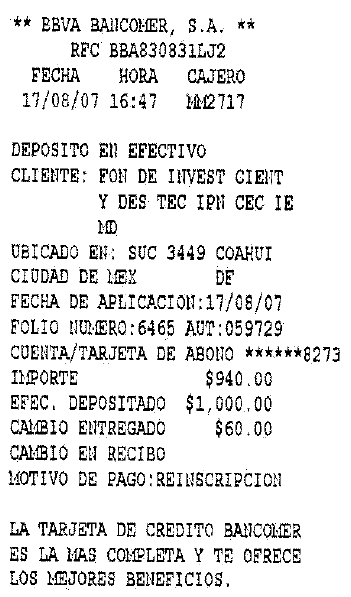 ** BBVA BANCOMER, S.A. **
RFC BBA830831LJ2
FECHA HORA CAJERO
17/08/07 16:47 MM2717
DEPOSITO EN EFECTIVO
CLIENTE: FON DE INVEST CIENT
Y DES TEC IPN CEC IE
MD
UBICADO EN: SUC 3449 COAHUI
CIUDAD DE MEX DF
FECHA DE APLICACION:17/08/07
FOLIO NUMERO:6465 AUT:059729
CUENTA/TARJETA DE ABONO ******8273
IMPORTE $940.00
EFEC. DEPOSITADO $1,000.00
CAMBIO ENTREGADO $60.00
CAMBIO EN RECIBO
MOTIVO DE PAGO:REINSCRIPCION
LA TARJETA DE CREDITO BANCOMER
ES LA MAS COMPLETA Y TE OFRECE
LOS MEJORES BENEFICIOS.